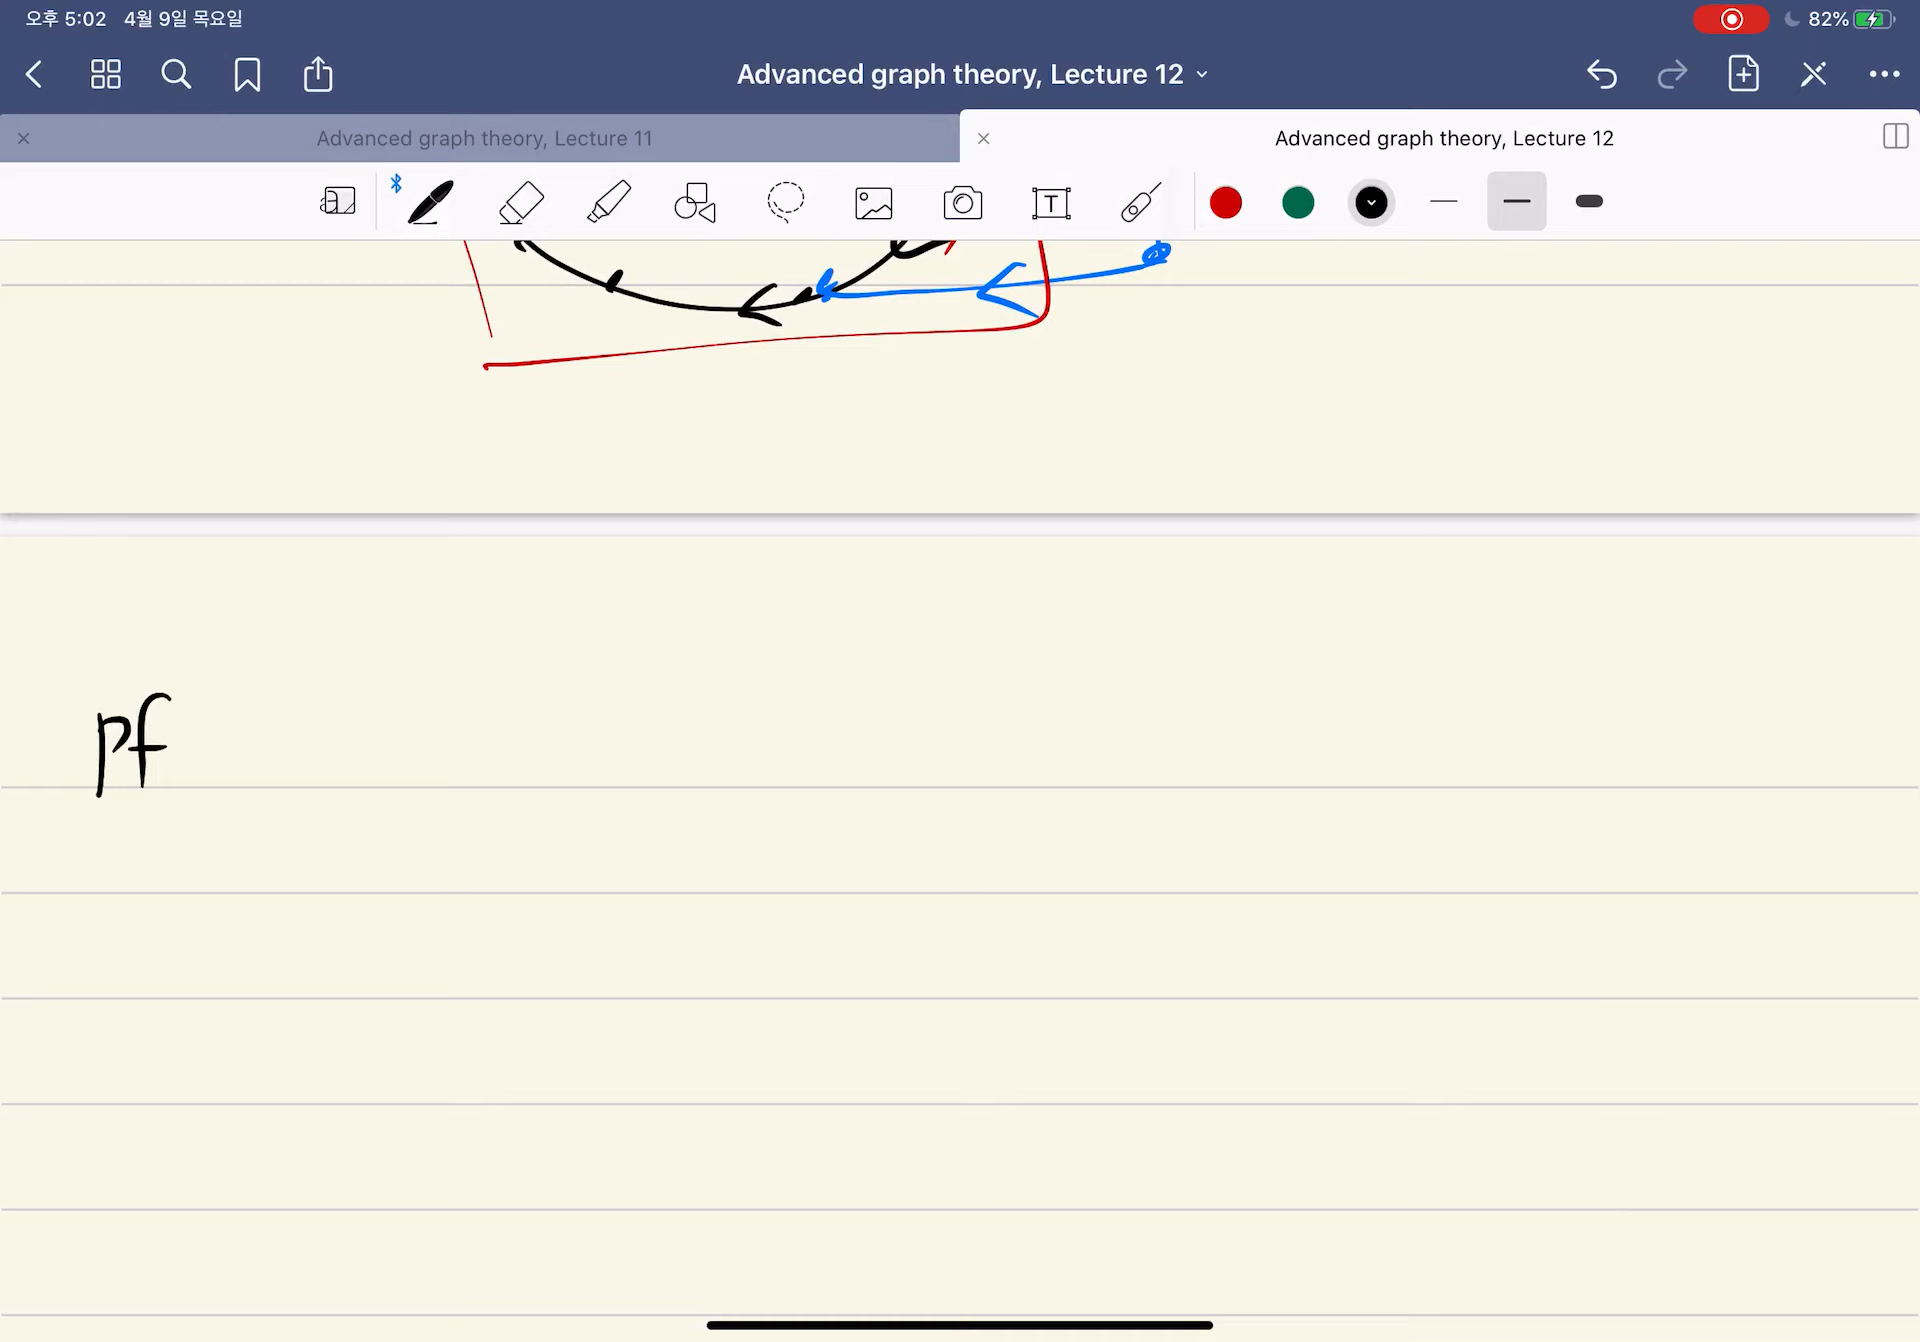 오후 5:02 4월 9일 목요일 82%
Advanced graph theory, Lecture 12
Advanced graph theory, Lecture 11 Advanced graph theory, Lecture 12
pf